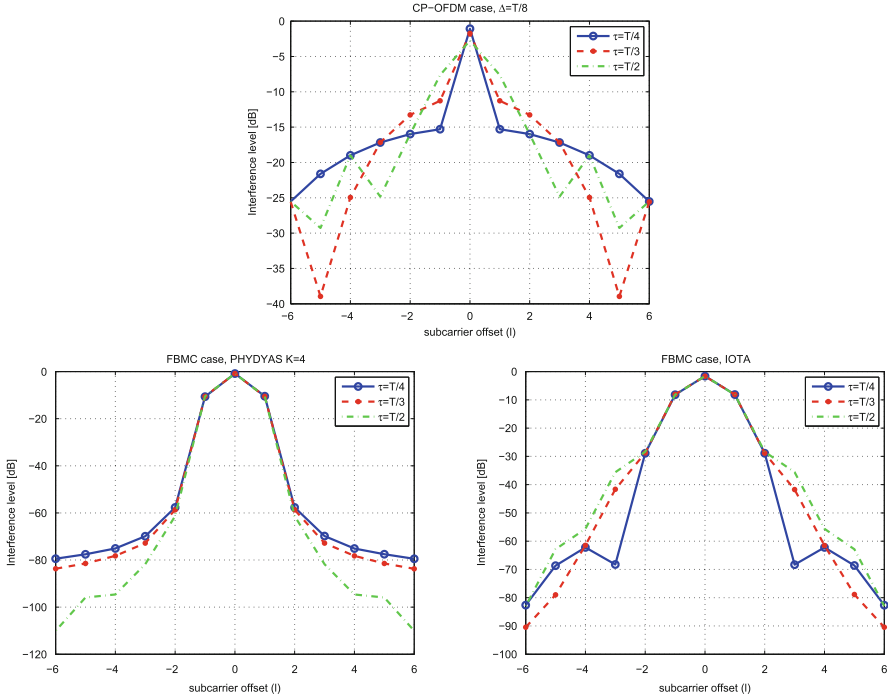 CP−OFDM case, Δ=T/8
Interference level [dB]
0
−5
−10
−15
−20
−25
−30
−35
−40
−6
−4
−2
0
2
4
6
subcarrier offset (l)
τ=T/4
τ=T/3
τ=T/2
FBMC case, PHYDYAS K=4
Interference level [dB]
0
−20
−40
−60
−80
−100
−120
−6
−4
−2
0
2
4
6
subcarrier offset (l)
τ=T/4
τ=T/3
τ=T/2
FBMC case, IOTA
Interference level [dB]
0
−10
−20
−30
−40
−50
−60
−70
−80
−90
−100
−6
−4
−2
0
2
4
6
subcarrier offset (l)
τ=T/4
τ=T/3
τ=T/2